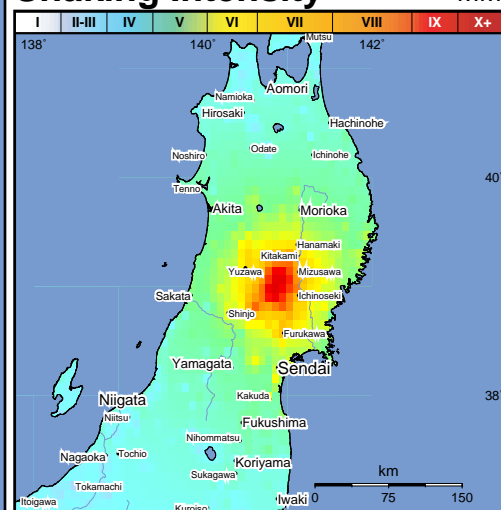 Shaking Intensity
I II-III IV V VI VII VIII IX X+
138° 140° 142°
Mutsu
Aomori
Namioka
Hirosaki
Hachinohe
Odate
Noshiro Ichinohe
40°
Tenno
Akita Morioka
Hanamaki
Kitakami
Yuzawa Mizusawa
Sakata Ichinoseki
Shinjo
Furukawa
Yamagata
Sendai
Kakuda 38°
Niigata
Niitsu
Fukushima
Nihommatsu
Nagaoka Tochio
Koriyama
Sukagawa
Tokamachi
km
Itoigawa Iwaki
0 75 150
Kuroiso